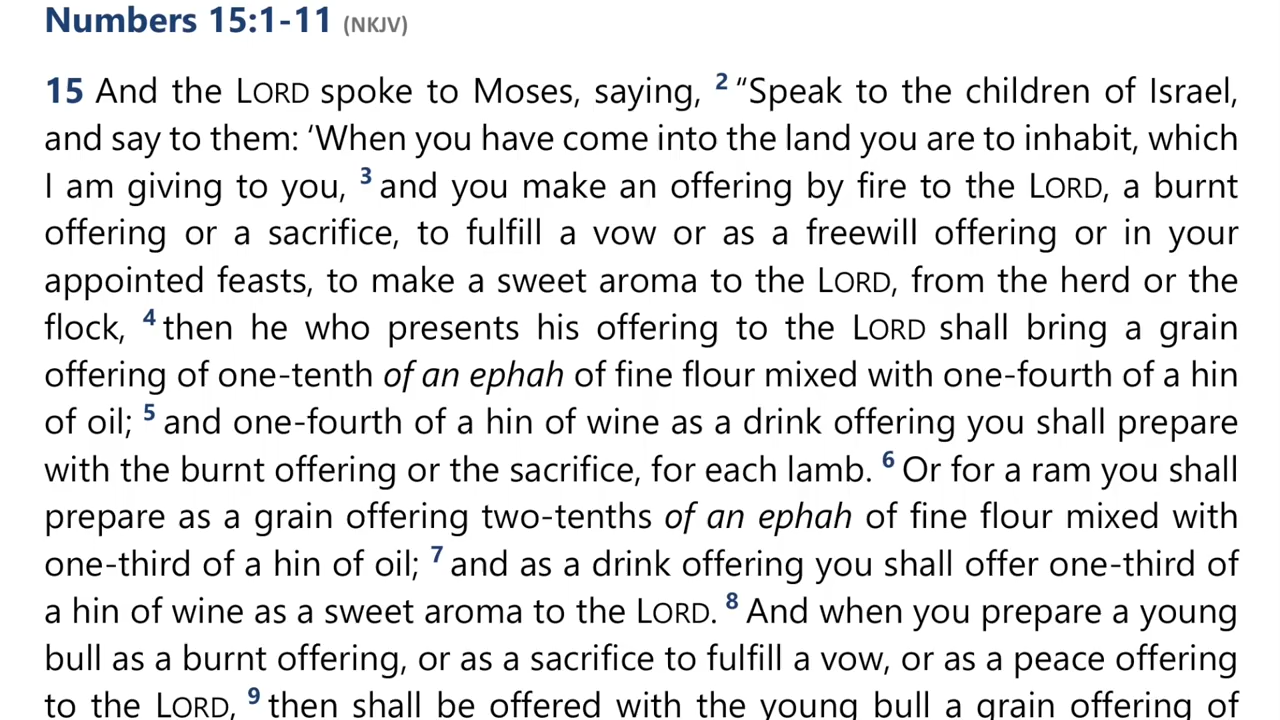 Numbers 15:1-11 (NKJV)
15 And the LORD spoke to Moses, saying, 2 “Speak to the children of Israel,
and say to them: ‘When you have come into the land you are to inhabit, which
I am giving to you, 3 and you make an offering by fire to the LORD, a burnt
offering or a sacrifice, to fulfill a vow or as a freewill offering or in your
appointed feasts, to make a sweet aroma to the LORD, from the herd or the
flock, 4 then he who presents his offering to the LORD shall bring a grain
offering of one-tenth of an ephah of fine flour mixed with one-fourth of a hin
of oil; 5 and one-fourth of a hin of wine as a drink offering you shall prepare
with the burnt offering or the sacrifice, for each lamb. 6 Or for a ram you shall
prepare as a grain offering two-tenths of an ephah of fine flour mixed with
one-third of a hin of oil; 7 and as a drink offering you shall offer one-third of
a hin of wine as a sweet aroma to the LORD. 8 And when you prepare a young
bull as a burnt offering, or as a sacrifice to fulfill a vow, or as a peace offering
to the LORD, 9 then shall be offered with the young bull a grain offering of